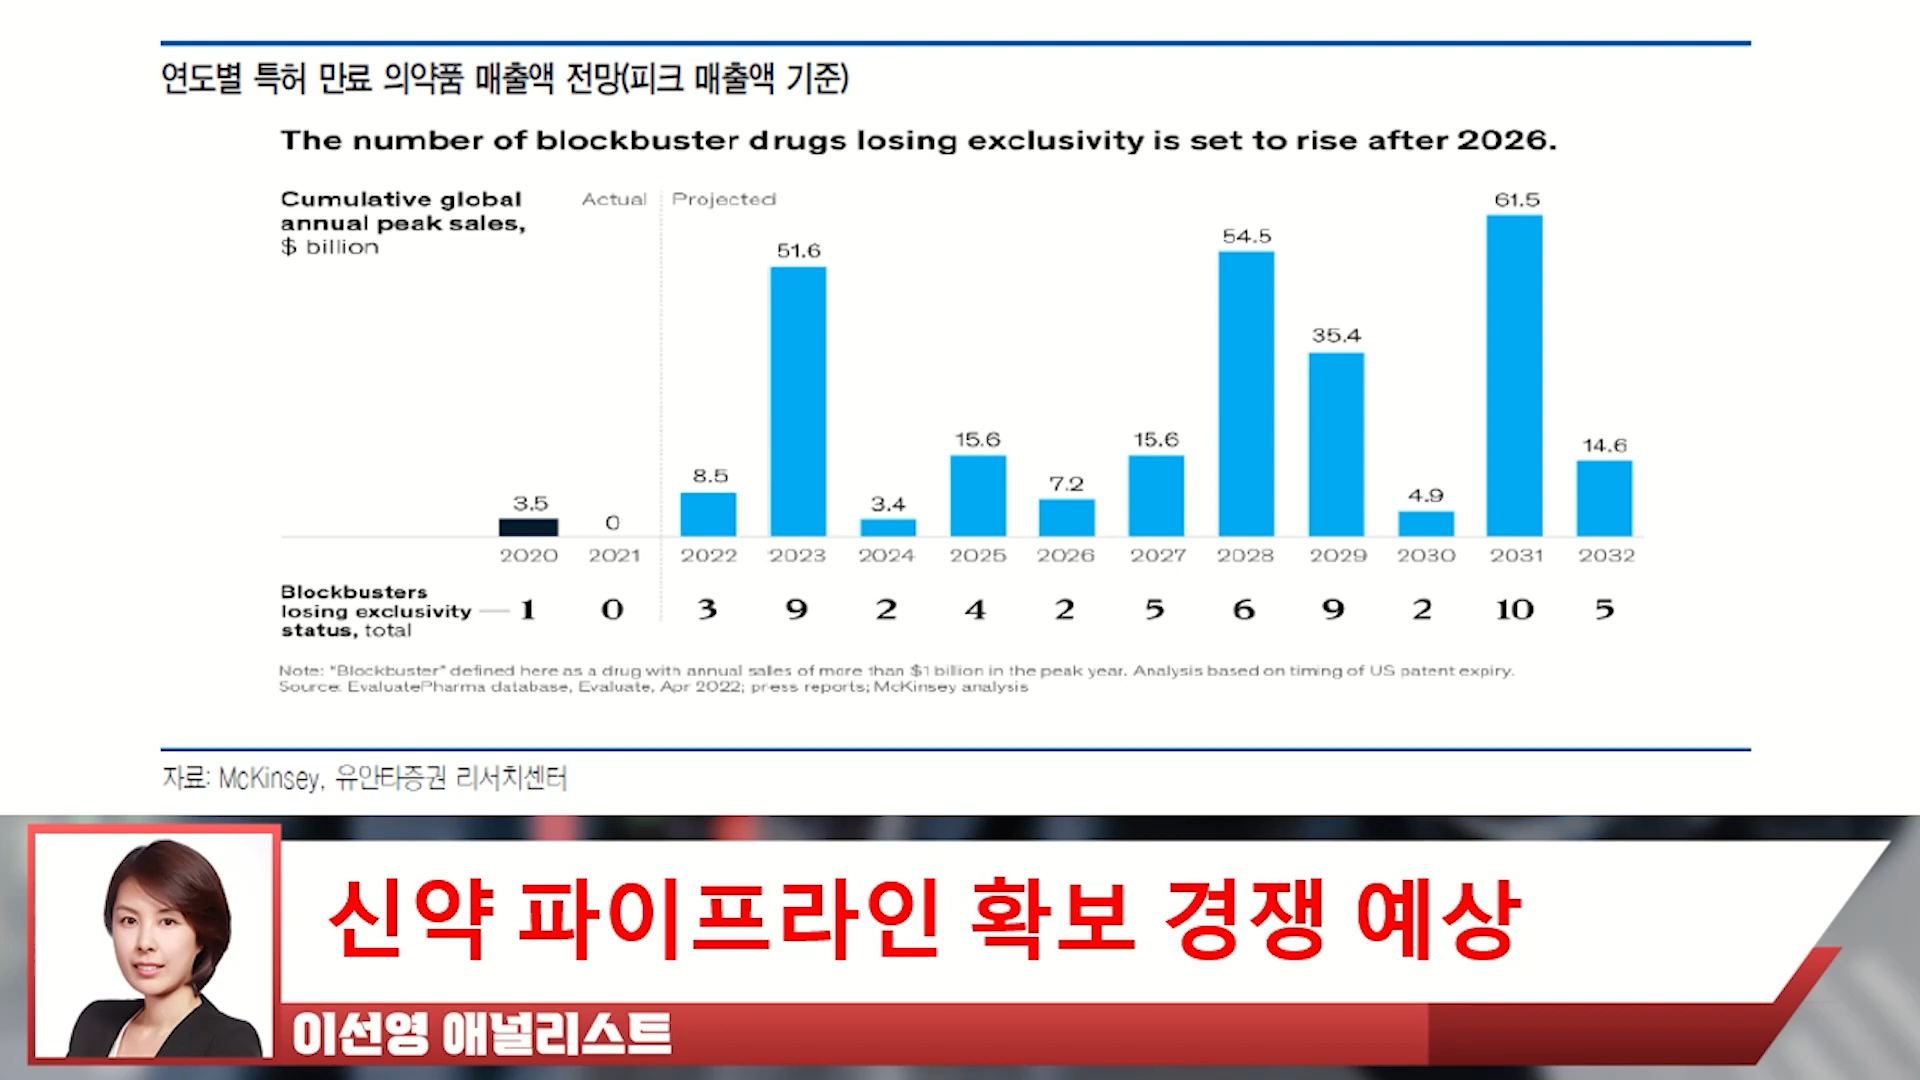 연도별 특허 만료 의약품 매출액 전망(피크 매출액 기준)
The number of blockbuster drugs losing exclusivity is set to rise after 2026.
Cumulative global
annual peak sales,
$ billion
Actual
Projected
3.5
0
8.5
51.6
3.4
15.6
7.2
15.6
54.5
35.4
4.9
61.5
14.6
2020 2021 2022 2023 2024 2025 2026 2027 2028 2029 2030 2031 2032
Blockbusters
losing exclusivity
status, total
1 0 3 9 2 4 2 5 6 9 2 10 5
Note: "Blockbuster" defined here as a drug with annual sales of more than $1 billion in the peak year. Analysis based on timing of US patent expiry.
Source: EvaluatePharma database, Evaluate, Apr 2022; press reports; McKinsey analysis
자료: McKinsey, 유안타증권 리서치센터
신약 파이프라인 확보 경쟁 예상
이선영 애널리스트